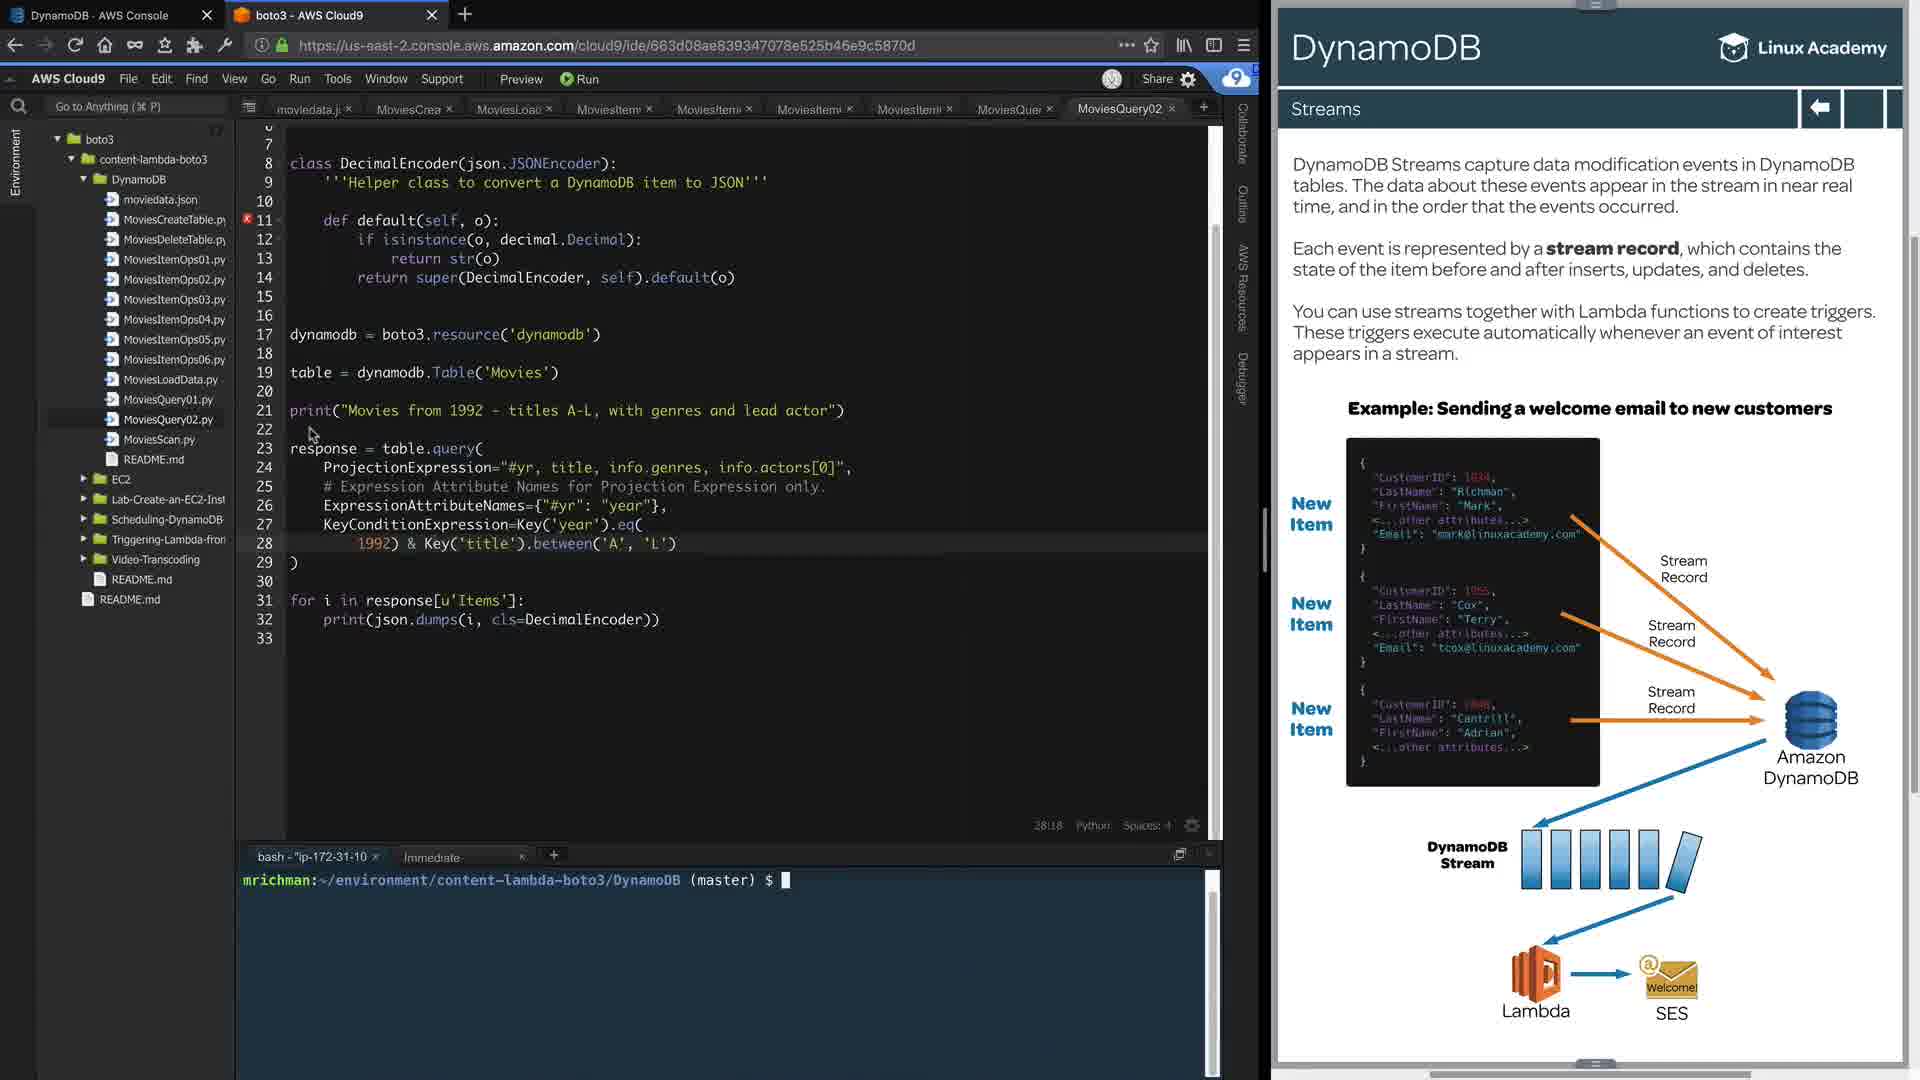 DynamoDB - AWS Console
boto3 - AWS Cloud9
https://us-east-2.console.aws.amazon.com/cloud9/ide/663d08ae839347078e525b46e9c5870d
AWS Cloud9 File Edit Find View Go Run Tools Window Support Preview Run Share
Go to Anything (⌘ P)
moviedata.j MoviesCrea MoviesLoad MoviesItem MoviesItem MoviesItem MoviesItem MoviesQue MoviesQuery02
Environment
boto3
content-lambda-boto3
DynamoDB
moviedata.json
MoviesCreateTable.py
MoviesDeleteTable.py
MoviesItemOps01.py
MoviesItemOps02.py
MoviesItemOps03.py
MoviesItemOps04.py
MoviesItemOps05.py
MoviesItemOps06.py
MoviesLoadData.py
MoviesQuery01.py
MoviesQuery02.py
MoviesScan.py
README.md
EC2
Lab-Create-an-EC2-Inst
Scheduling-DynamoDB
Triggering-Lambda-from
Video-Transcoding
README.md
README.md
6
7
8 class DecimalEncoder(json.JSONEncoder):
9 '''Helper class to convert a DynamoDB item to JSON'''
10
11 def default(self, o):
12 if isinstance(o, decimal.Decimal):
13 return str(o)
14 return super(DecimalEncoder, self).default(o)
15
16
17 dynamodb = boto3.resource('dynamodb')
18
19 table = dynamodb.Table('Movies')
20
21 print("Movies from 1992 - titles A-L, with genres and lead actor")
22
23 response = table.query(
24 ProjectionExpression="#yr, title, info.genres, info.actors[0]",
25 # Expression Attribute Names for Projection Expression only.
26 ExpressionAttributeNames={"#yr": "year"},
27 KeyConditionExpression=Key('year').eq(
28 1992) & Key('title').between('A', 'L')
29 )
30
31 for i in response[u'Items']:
32 print(json.dumps(i, cls=DecimalEncoder))
33
28:18 Python Spaces: 4
Collaborate
Outline
AWS Resources
Debugger
bash - "ip-172-31-10
Immediate
mrichman:~/environment/content-lambda-boto3/DynamoDB (master) $
DynamoDB
Linux Academy
Streams
DynamoDB Streams capture data modification events in DynamoDB
tables. The data about these events appear in the stream in near real
time, and in the order that the events occurred.
Each event is represented by a stream record, which contains the
state of the item before and after inserts, updates, and deletes.
You can use streams together with Lambda functions to create triggers.
These triggers execute automatically whenever an event of interest
appears in a stream.
Example: Sending a welcome email to new customers
New
Item
{
"CustomerID": 1034,
"LastName": "Richman",
"FirstName": "Mark",
<...other attributes...>
"Email": "mark@linuxacademy.com"
}
New
Item
{
"CustomerID":
"LastName": "Cox",
"FirstName": "Terry",
<...other attributes...>
"Email": "tcox@linuxacademy.com"
}
New
Item
{
"CustomerID":
"LastName": "Cantrill",
"FirstName": "Adrian",
<...other attributes...>
}
Stream
Record
Stream
Record
Stream
Record
Amazon
DynamoDB
DynamoDB
Stream
Lambda
@
Welcome!
SES